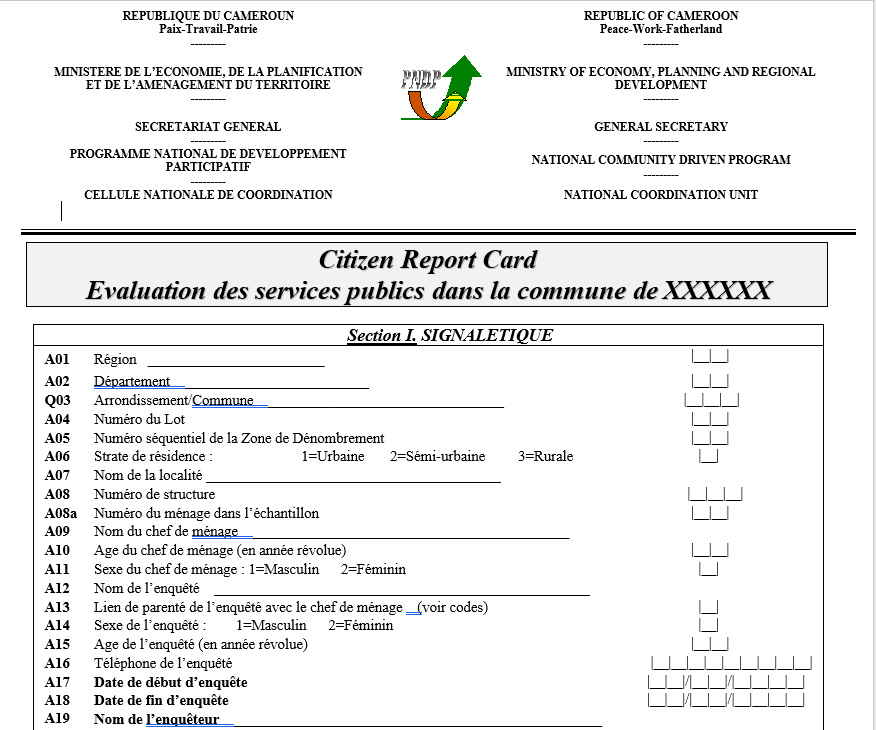 REPUBLIQUE DU CAMEROUN
Paix-Travail-Patrie
---------
MINISTERE DE L’ECONOMIE, DE LA PLANIFICATION
ET DE L’AMENAGEMENT DU TERRITOIRE
---------
SECRETARIAT GENERAL
---------
PROGRAMME NATIONAL DE DEVELOPPEMENT
PARTICIPATIF
---------
CELLULE NATIONALE DE COORDINATION
PNDP
REPUBLIC OF CAMEROON
Peace-Work-Fatherland
---------
MINISTRY OF ECONOMY, PLANNING AND REGIONAL
DEVELOPMENT
---------
GENERAL SECRETARY
---------
NATIONAL COMMUNITY DRIVEN PROGRAM
---------
NATIONAL COORDINATION UNIT
Citizen Report Card
Evaluation des services publics dans la commune de XXXXXX
Section I. SIGNALETIQUE
A01 Région _______________________ |__|__|
A02 Département _______________________ |__|__|
Q03 Arrondissement/Commune _______________________ |__|__|__|
A04 Numéro du Lot |__|__|
A05 Numéro séquentiel de la Zone de Dénombrement |__|__|
A06 Strate de résidence : 1=Urbaine 2=Sémi-urbaine 3=Rurale |__|
A07 Nom de la localité _______________________
A08 Numéro de structure |__|__|__|
A08a Numéro du ménage dans l’échantillon |__|__|
A09 Nom du chef de ménage _______________________
A10 Age du chef de ménage (en année révolue) |__|__|
A11 Sexe du chef de ménage : 1=Masculin 2=Féminin |__|
A12 Nom de l’enquêté _______________________
A13 Lien de parenté de l’enquêté avec le chef de ménage __(voir codes) |__|
A14 Sexe de l’enquêté : 1=Masculin 2=Féminin |__|
A15 Age de l’enquêté (en année révolue) |__|__|
A16 Téléphone de l’enquêté |__|__|__|__|__|__|__|__|
A17 Date de début d’enquête |__|__|/|__|__|/|__|__|__|__|
A18 Date de fin d’enquête |__|__|/|__|__|/|__|__|__|__|
A19 Nom de l’enquêteur _______________________